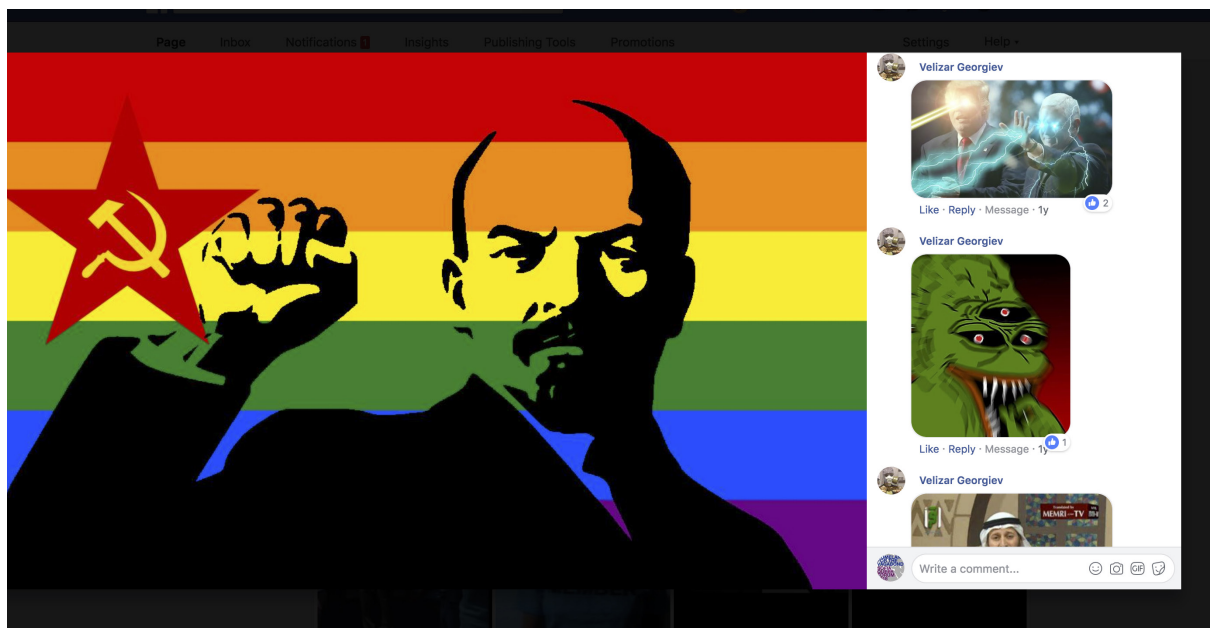 Page Inbox Notifications Insights Publishing Tools Promotions Settings Help
Velizar Georgiev
Like · Reply · Message · 1y
2
Velizar Georgiev
Like · Reply · Message · 1y
1
Velizar Georgiev
MEMRI TV
Write a comment...
GIF